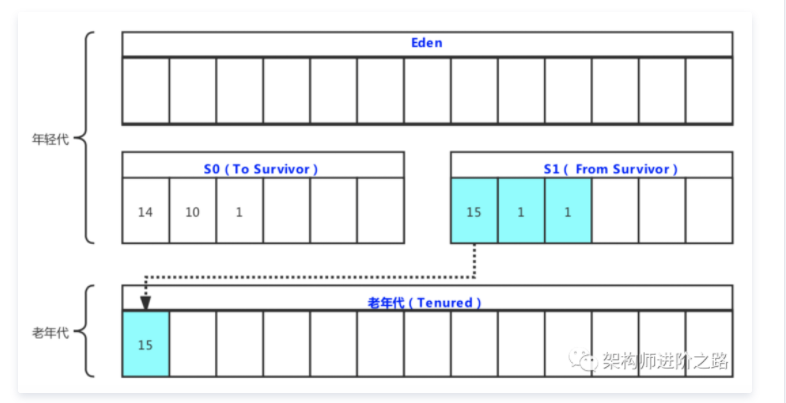 Eden
年轻代
S0（To Survivor）
S1（ From Survivor）
14 10 1
15 1 1
老年代（Tenured）
老年代
15
架构师进阶之路